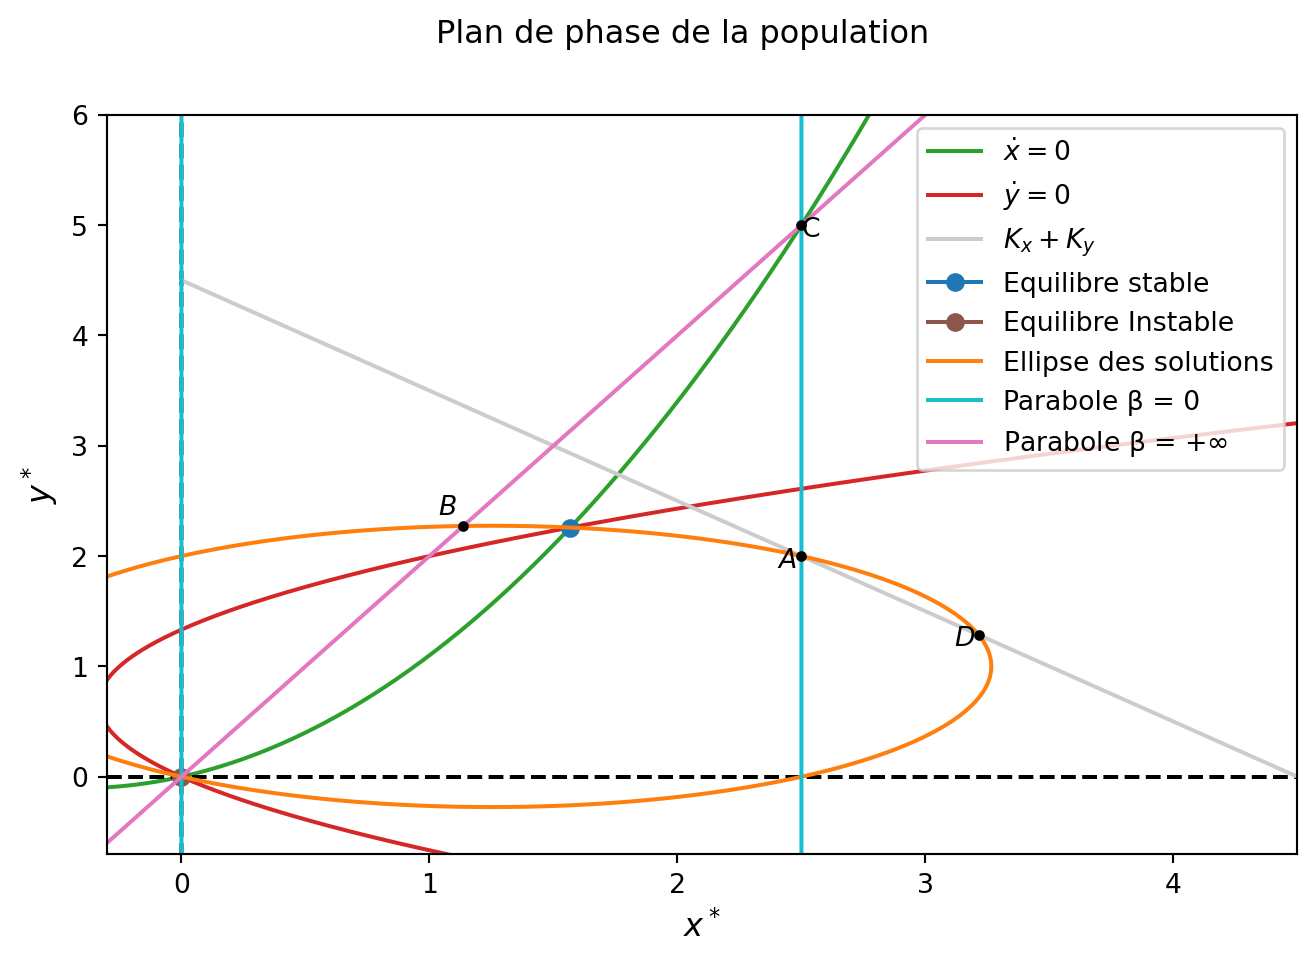 Plan de phase de la population
6
5
4
3
2
1
0
y*
0
1
2
3
4
x*
ẋ = 0
ẏ = 0
Kₓ + Kᵧ
Equilibre stable
Equilibre Instable
Ellipse des solutions
Parabole β = 0
Parabole β = +∞
C
B
A
D